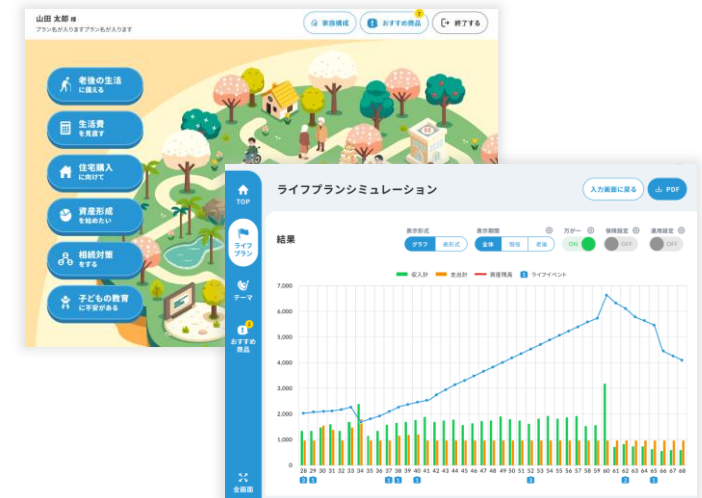 山田 太郎 様
プラン名が入りますプラン名が入ります
家族構成
おすすめ商品
2
終了する
老後の生活
に備える
生活費
を見直す
住宅購入
に向けて
資産形成
を始めたい
相続対策
をする
子どもの教育
に不安がある
TOP
ライフ
プラン
テーマ
2
おすすめ
商品
全画面
ライフプランシミュレーション
入力画面に戻る
PDF
結果
表示形式
グラフ 表形式
表示期間
全体 現役 老後
万が一
ON
保険設定
OFF
運用設定
OFF
収入計 支出計 資産残高 1 ライフイベント
7,000
6,000
5,000
4,000
3,000
2,000
1,000
0
28 29 30 31 32 33 34 35 36 37 38 39 40 41 42 43 44 45 46 47 48 49 50 51 52 53 54 55 56 57 58 59 60 61 62 63 64 65 66 67 68